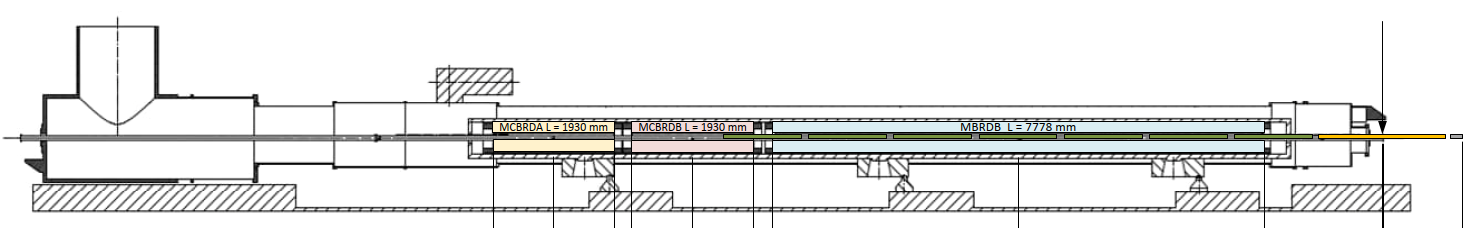 MCBRDA L = 1930 mm
MCBRDB L = 1930 mm
MBRDB L = 7778 mm